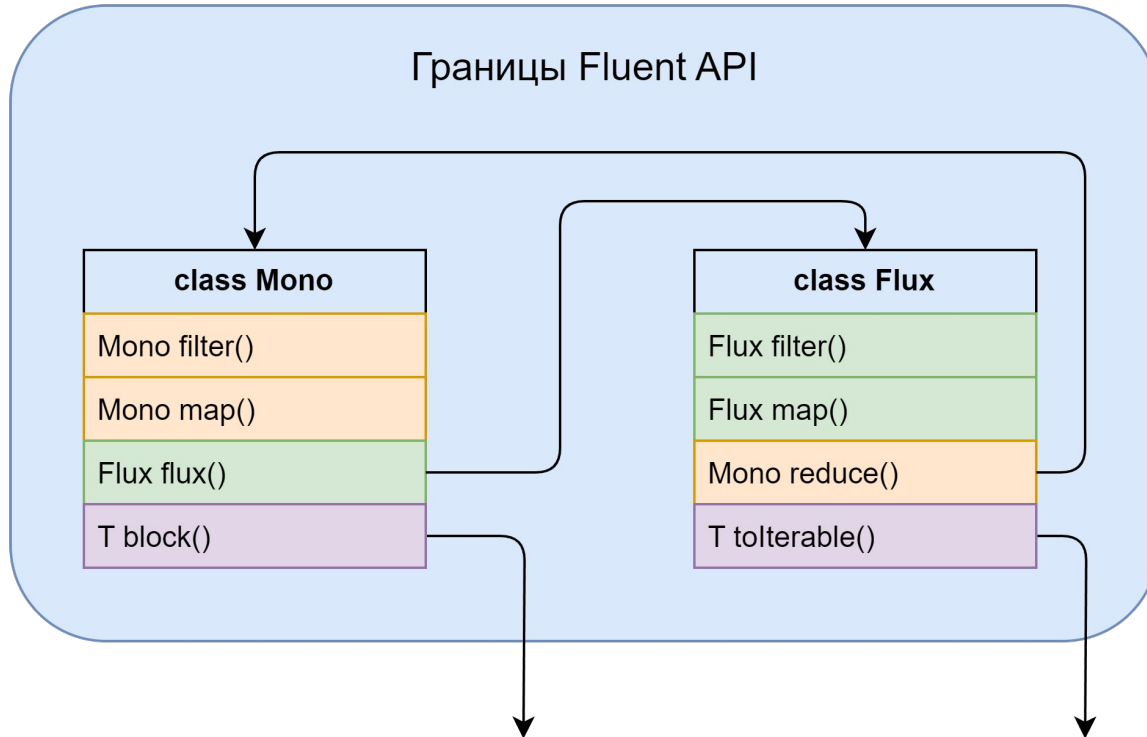 Границы Fluent API
class Mono
Mono filter()
Mono map()
Flux flux()
T block()
class Flux
Flux filter()
Flux map()
Mono reduce()
T toIterable()